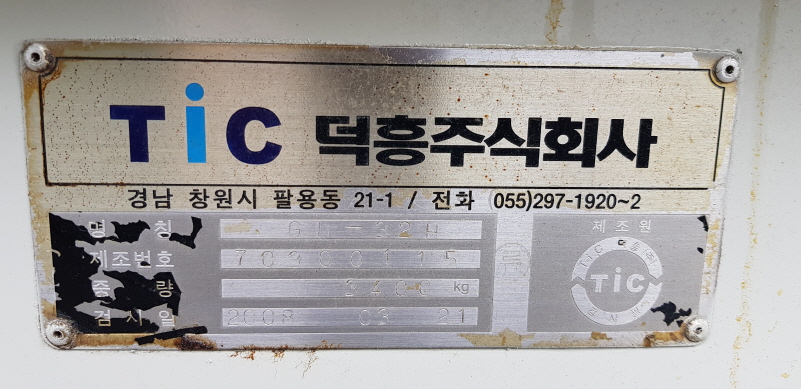 TiC 덕흥주식회사
경남 창원시 팔용동 21-1 / 전화 (055)297-1920~2
명 칭
제조번호
중 량 3400 kg
검사일 2008 03 21
제조원
TiC